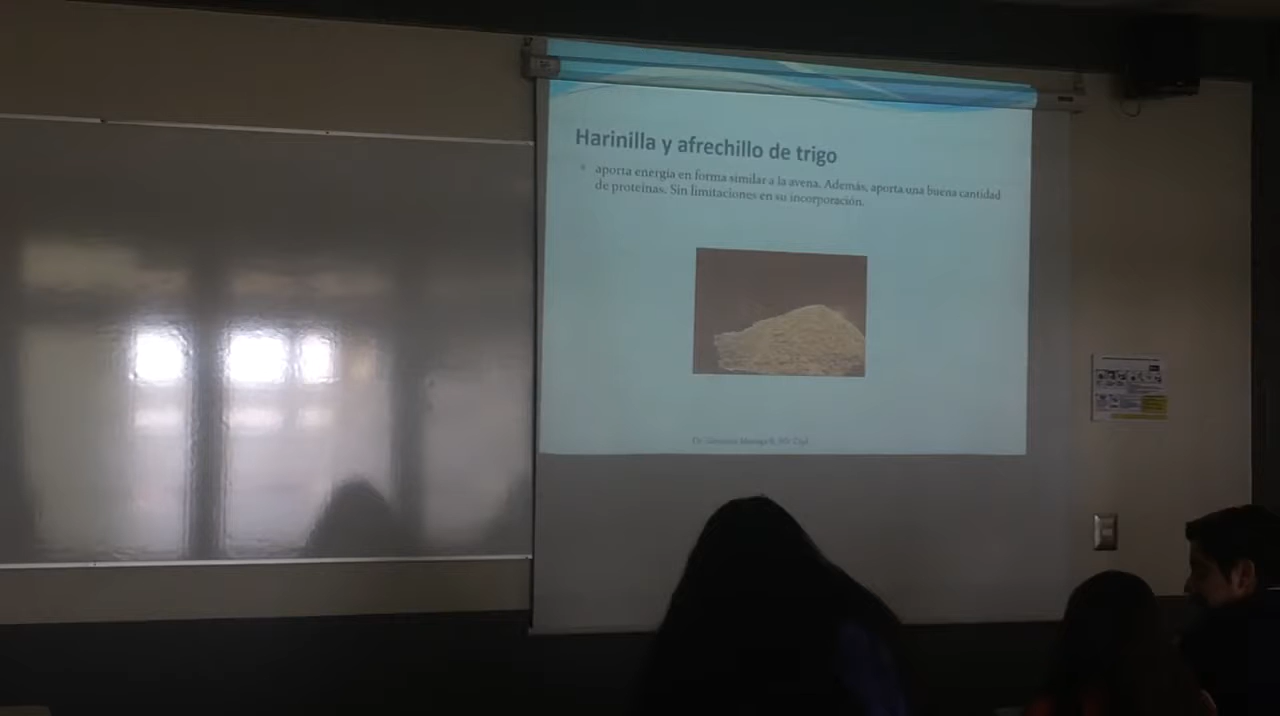 Harinilla y afrechillo de trigo
aporta energía en forma similar a la avena. Además, aporta una buena cantidad
de proteínas. Sin limitaciones en su incorporación.